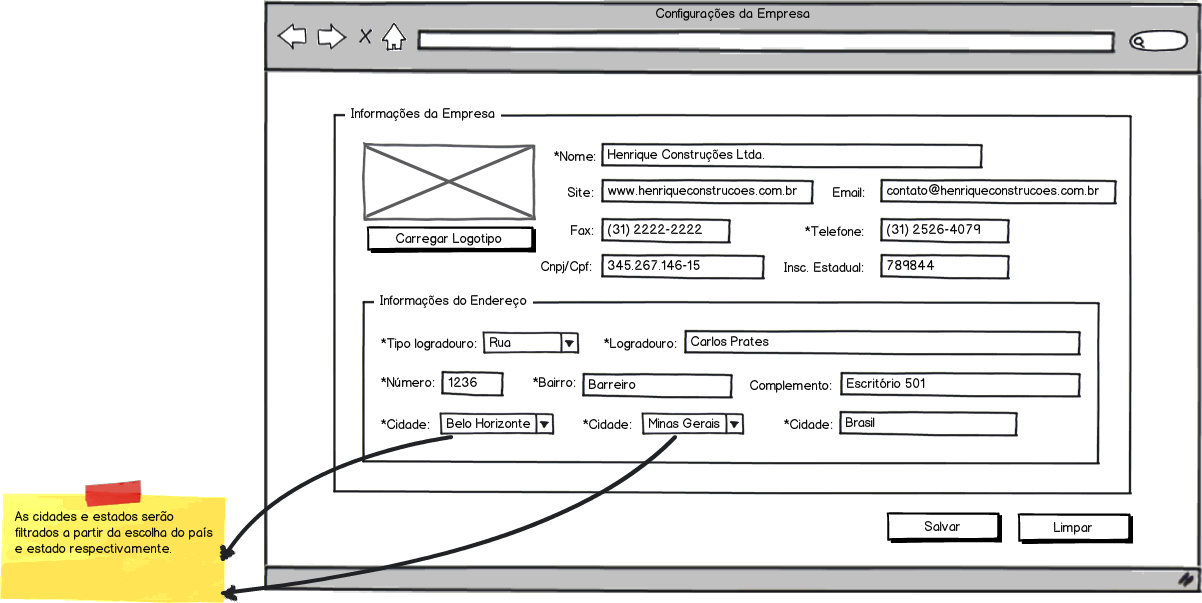 Configurações da Empresa
Informações da Empresa
*Nome: Henrique Construções Ltda.
Site: www.henriqueconstrucoes.com.br Email: contato@henriqueconstrucoes.com.br
Fax: (31) 2222-2222 *Telefone: (31) 2526-4079
Carregar Logotipo
Cnpj/Cpf: 345.267.146-15 Insc. Estadual: 789844
Informações do Endereço
*Tipo logradouro: Rua *Logradouro: Carlos Prates
*Número: 1236 *Bairro: Barreiro Complemento: Escritório 501
*Cidade: Belo Horizonte *Cidade: Minas Gerais *Cidade: Brasil
As cidades e estados serão
filtrados a partir da escolha do país
e estado respectivamente.
Salvar Limpar